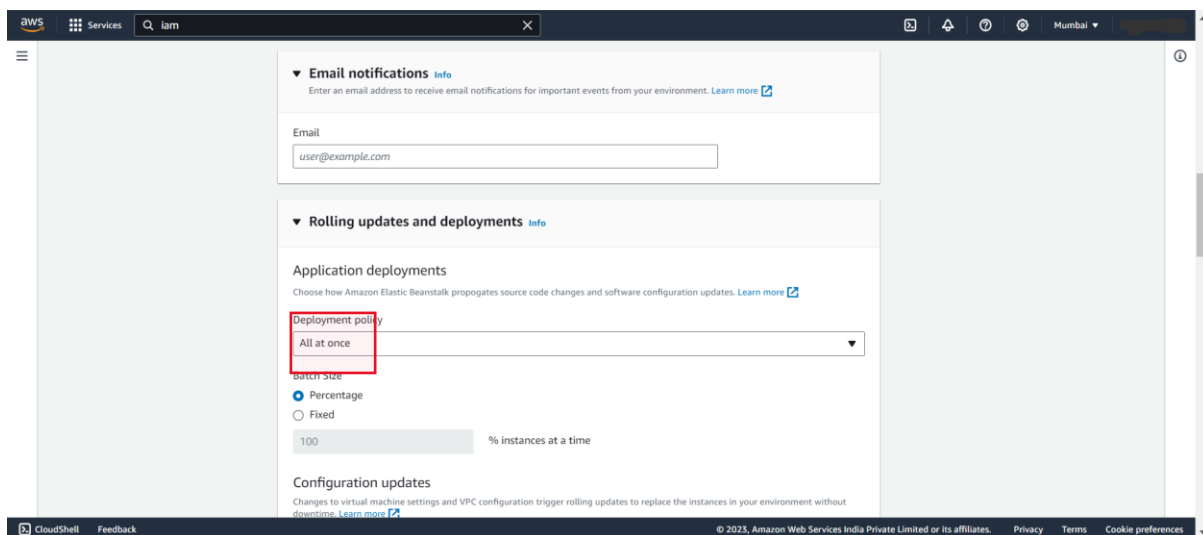 aws Services iam Mumbai
Email notifications Info
Enter an email address to receive email notifications for important events from your environment. Learn more
Email
user@example.com
Rolling updates and deployments Info
Application deployments
Choose how Amazon Elastic Beanstalk propogates source code changes and software configuration updates. Learn more
Deployment policy
All at once
Batch Size
Percentage
Fixed
100 % instances at a time
Configuration updates
Changes to virtual machine settings and VPC configuration trigger rolling updates to replace the instances in your environment without
downtime. Learn more
CloudShell Feedback © 2023, Amazon Web Services India Private Limited or its affiliates. Privacy Terms Cookie preferences